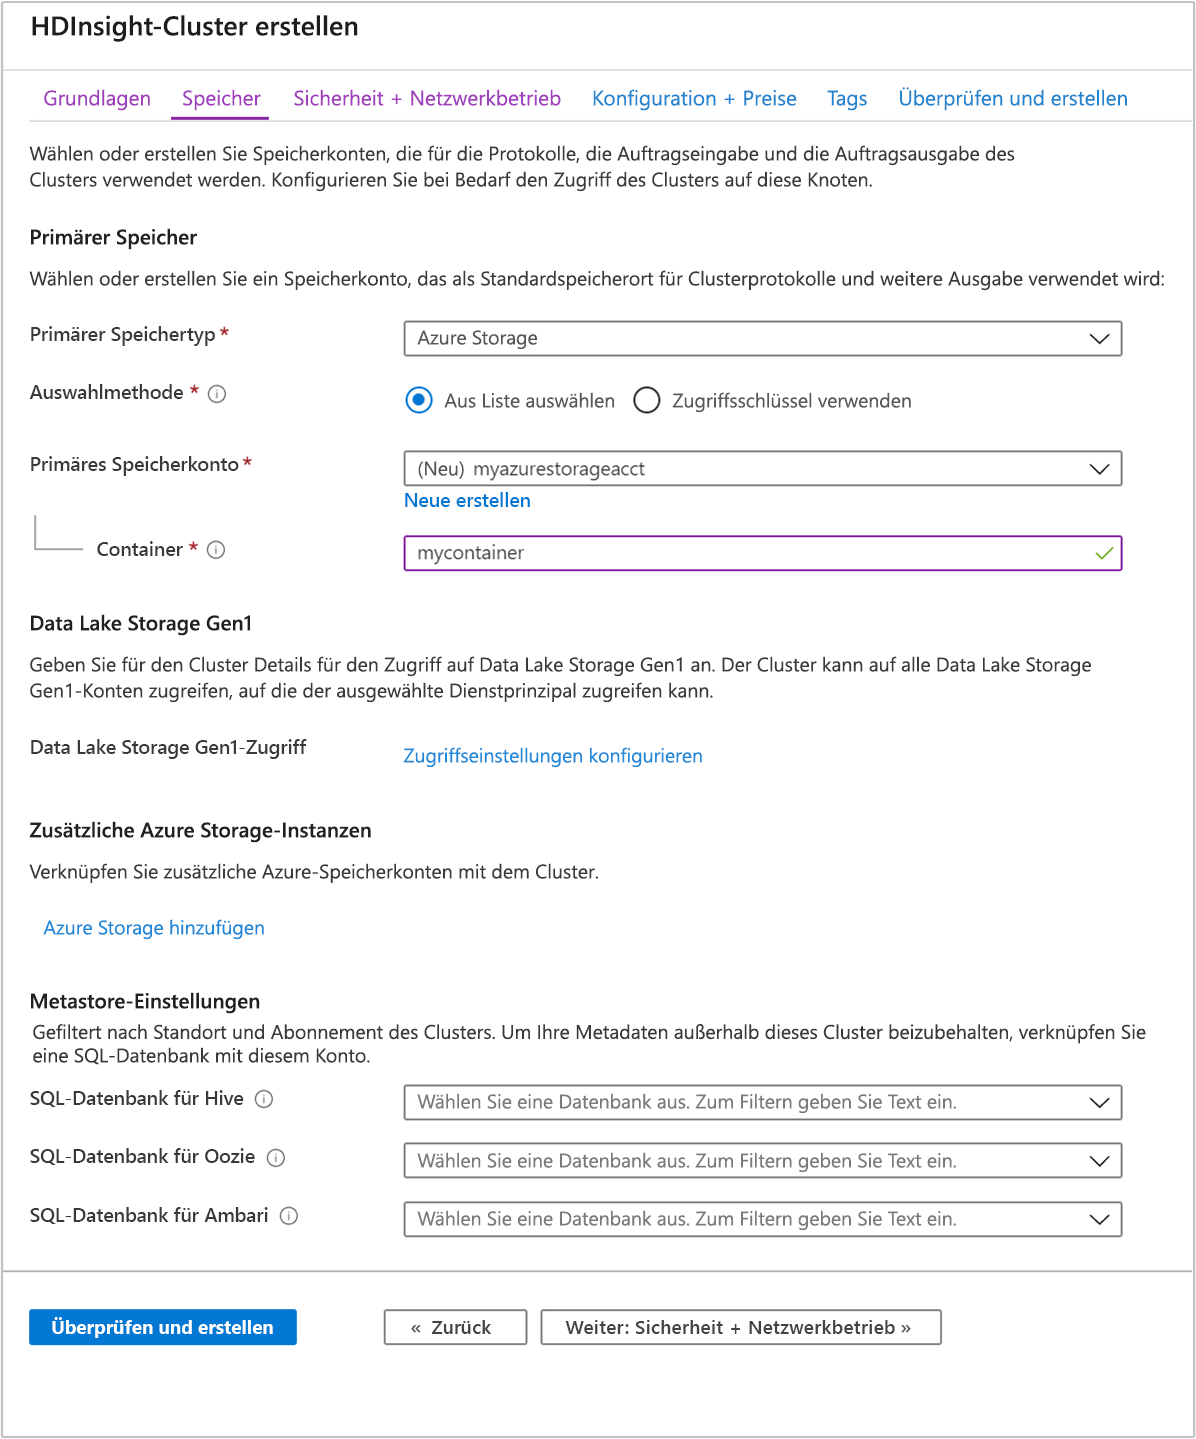 HDInsight-Cluster erstellen
Grundlagen Speicher Sicherheit + Netzwerkbetrieb Konfiguration + Preise Tags Überprüfen und erstellen
Wählen oder erstellen Sie Speicherkonten, die für die Protokolle, die Auftragseingabe und die Auftragsausgabe des
Clusters verwendet werden. Konfigurieren Sie bei Bedarf den Zugriff des Clusters auf diese Knoten.
Primärer Speicher
Wählen oder erstellen Sie ein Speicherkonto, das als Standardspeicherort für Clusterprotokolle und weitere Ausgabe verwendet wird:
Primärer Speichertyp * Azure Storage
Auswahlmethode * Aus Liste auswählen Zugriffsschlüssel verwenden
Primäres Speicherkonto * (Neu) myazurestorageacct
Neue erstellen
Container * mycontainer
Data Lake Storage Gen1
Geben Sie für den Cluster Details für den Zugriff auf Data Lake Storage Gen1 an. Der Cluster kann auf alle Data Lake Storage
Gen1-Konten zugreifen, auf die der ausgewählte Dienstprinzipal zugreifen kann.
Data Lake Storage Gen1-Zugriff Zugriffseinstellungen konfigurieren
Zusätzliche Azure Storage-Instanzen
Verknüpfen Sie zusätzliche Azure-Speicherkonten mit dem Cluster.
Azure Storage hinzufügen
Metastore-Einstellungen
Gefiltert nach Standort und Abonnement des Clusters. Um Ihre Metadaten außerhalb dieses Cluster beizubehalten, verknüpfen Sie
eine SQL-Datenbank mit diesem Konto.
SQL-Datenbank für Hive Wählen Sie eine Datenbank aus. Zum Filtern geben Sie Text ein.
SQL-Datenbank für Oozie Wählen Sie eine Datenbank aus. Zum Filtern geben Sie Text ein.
SQL-Datenbank für Ambari Wählen Sie eine Datenbank aus. Zum Filtern geben Sie Text ein.
Überprüfen und erstellen « Zurück Weiter: Sicherheit + Netzwerkbetrieb »